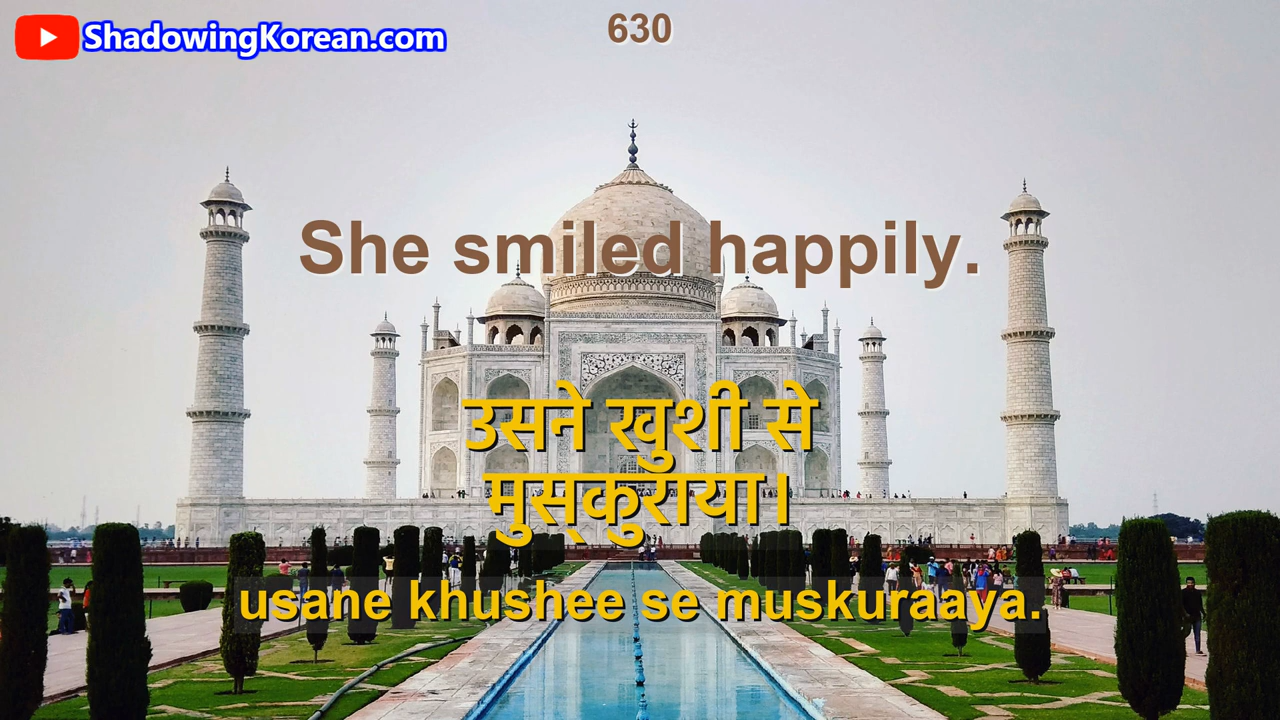 ShadowingKorean.com
630
She smiled happily.
उसने खुशी से
मुस्कुराया।
usane khushee se muskuraaya.